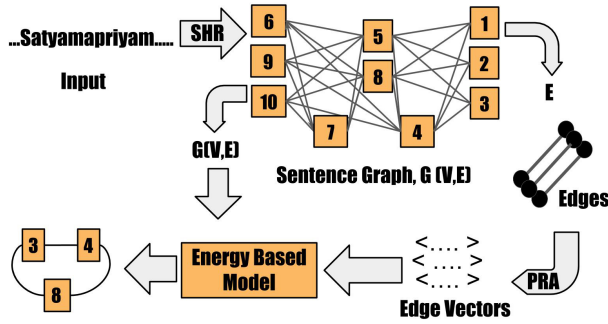 ...Satyamapriyam.....
SHR
Input
6
9
10
5
8
7
4
1
2
3
E
G(V,E)
Sentence Graph, G (V,E)
Edges
3
4
8
Energy Based
Model
<.... >
<.... >
<.... >
Edge Vectors
PRA